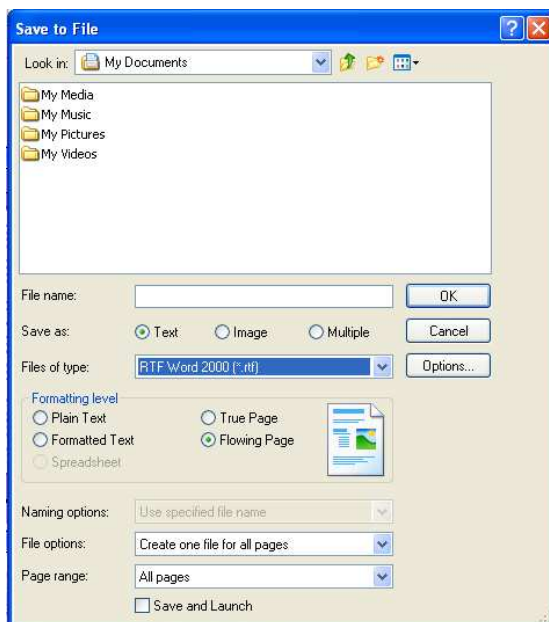 Save to File
Look in: My Documents
My Media
My Music
My Pictures
My Videos
File name: OK
Save as: Text Image Multiple Cancel
Files of type: RTF Word 2000 (*.rtf) Options...
Formatting level
Plain Text True Page
Formatted Text Flowing Page
Spreadsheet
Naming options: Use specified file name
File options: Create one file for all pages
Page range: All pages
Save and Launch